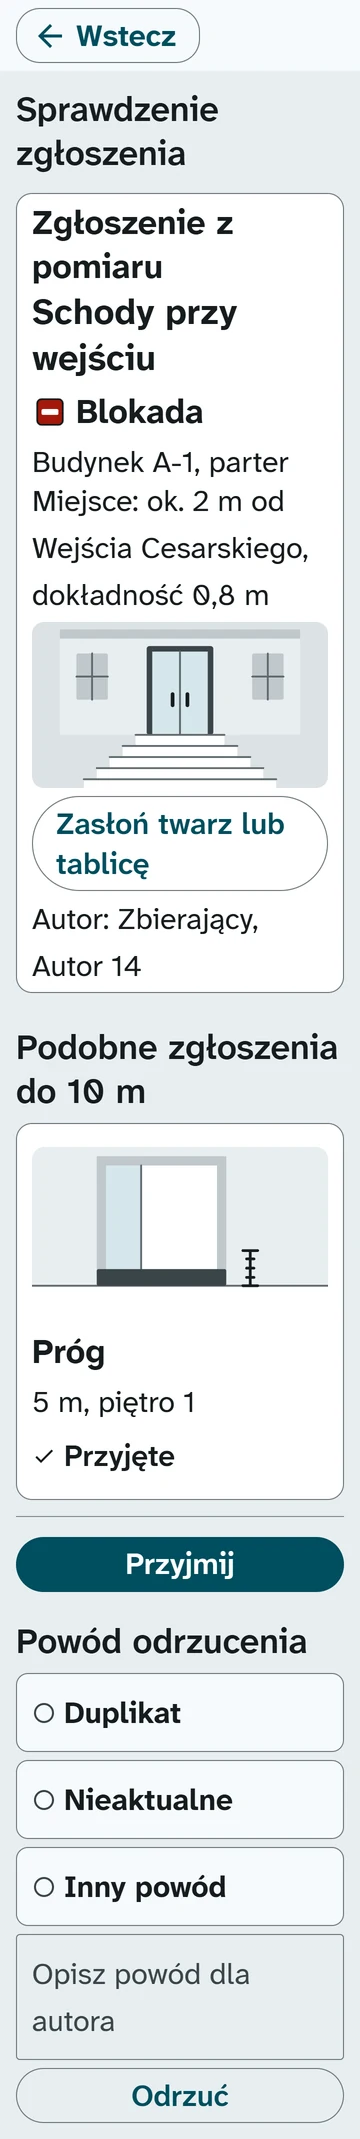 Wstecz
Sprawdzenie
zgłoszenia
Zgłoszenie z
pomiaru
Schody przy
wejściu
Blokada
Budynek A-1, parter
Miejsce: ok. 2 m od
Wejścia Cesarskiego,
dokładność 0,8 m
Zasłoń twarz lub
tablicę
Autor: Zbierający,
Autor 14
Podobne zgłoszenia
do 10 m
Próg
5 m, piętro 1
Przyjęte
Przyjmij
Powód odrzucenia
Duplikat
Nieaktualne
Inny powód
Opisz powód dla
autora
Odrzuć